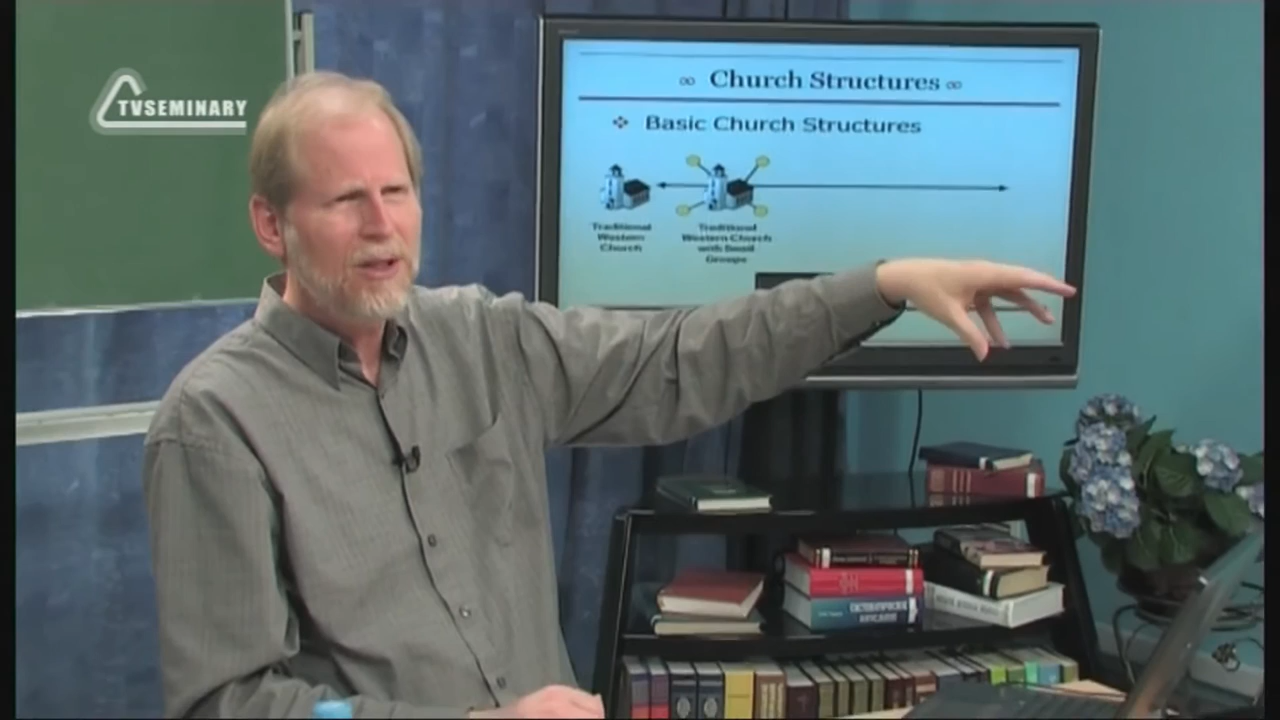 TVSEMINARY
∞ Church Structures ∞
❖ Basic Church Structures
Traditional
Western
Church
Traditional
Western Church
with Small
Groups